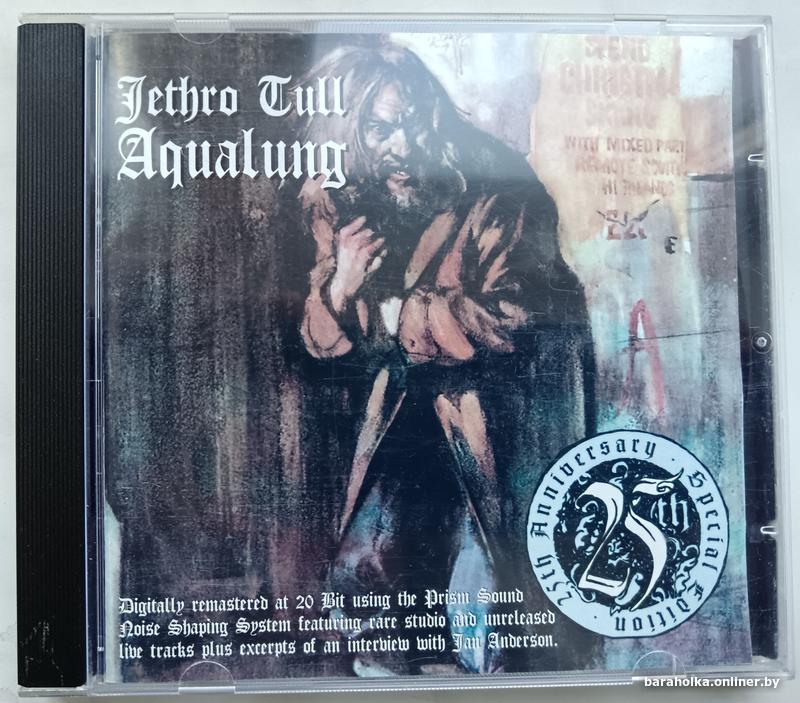 Jethro Tull
Aqualung
WITH MIXED
25th Anniversary · Special Edition ·
25th
Digitally remastered at 20 Bit using the Prism Sound
Noise Shaping System featuring rare studio and unreleased
live tracks plus excerpts of an interview with Ian Anderson.
baraholka.onliner.by